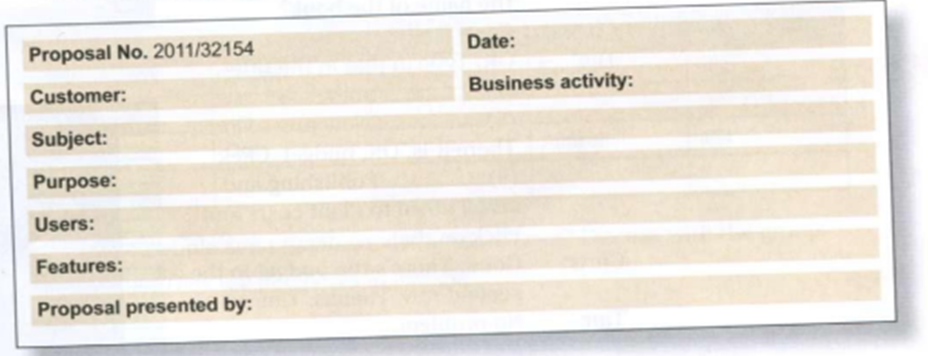 Proposal No. 2011/32154
Date:
Customer:
Business activity:
Subject:
Purpose:
Users:
Features:
Proposal presented by: